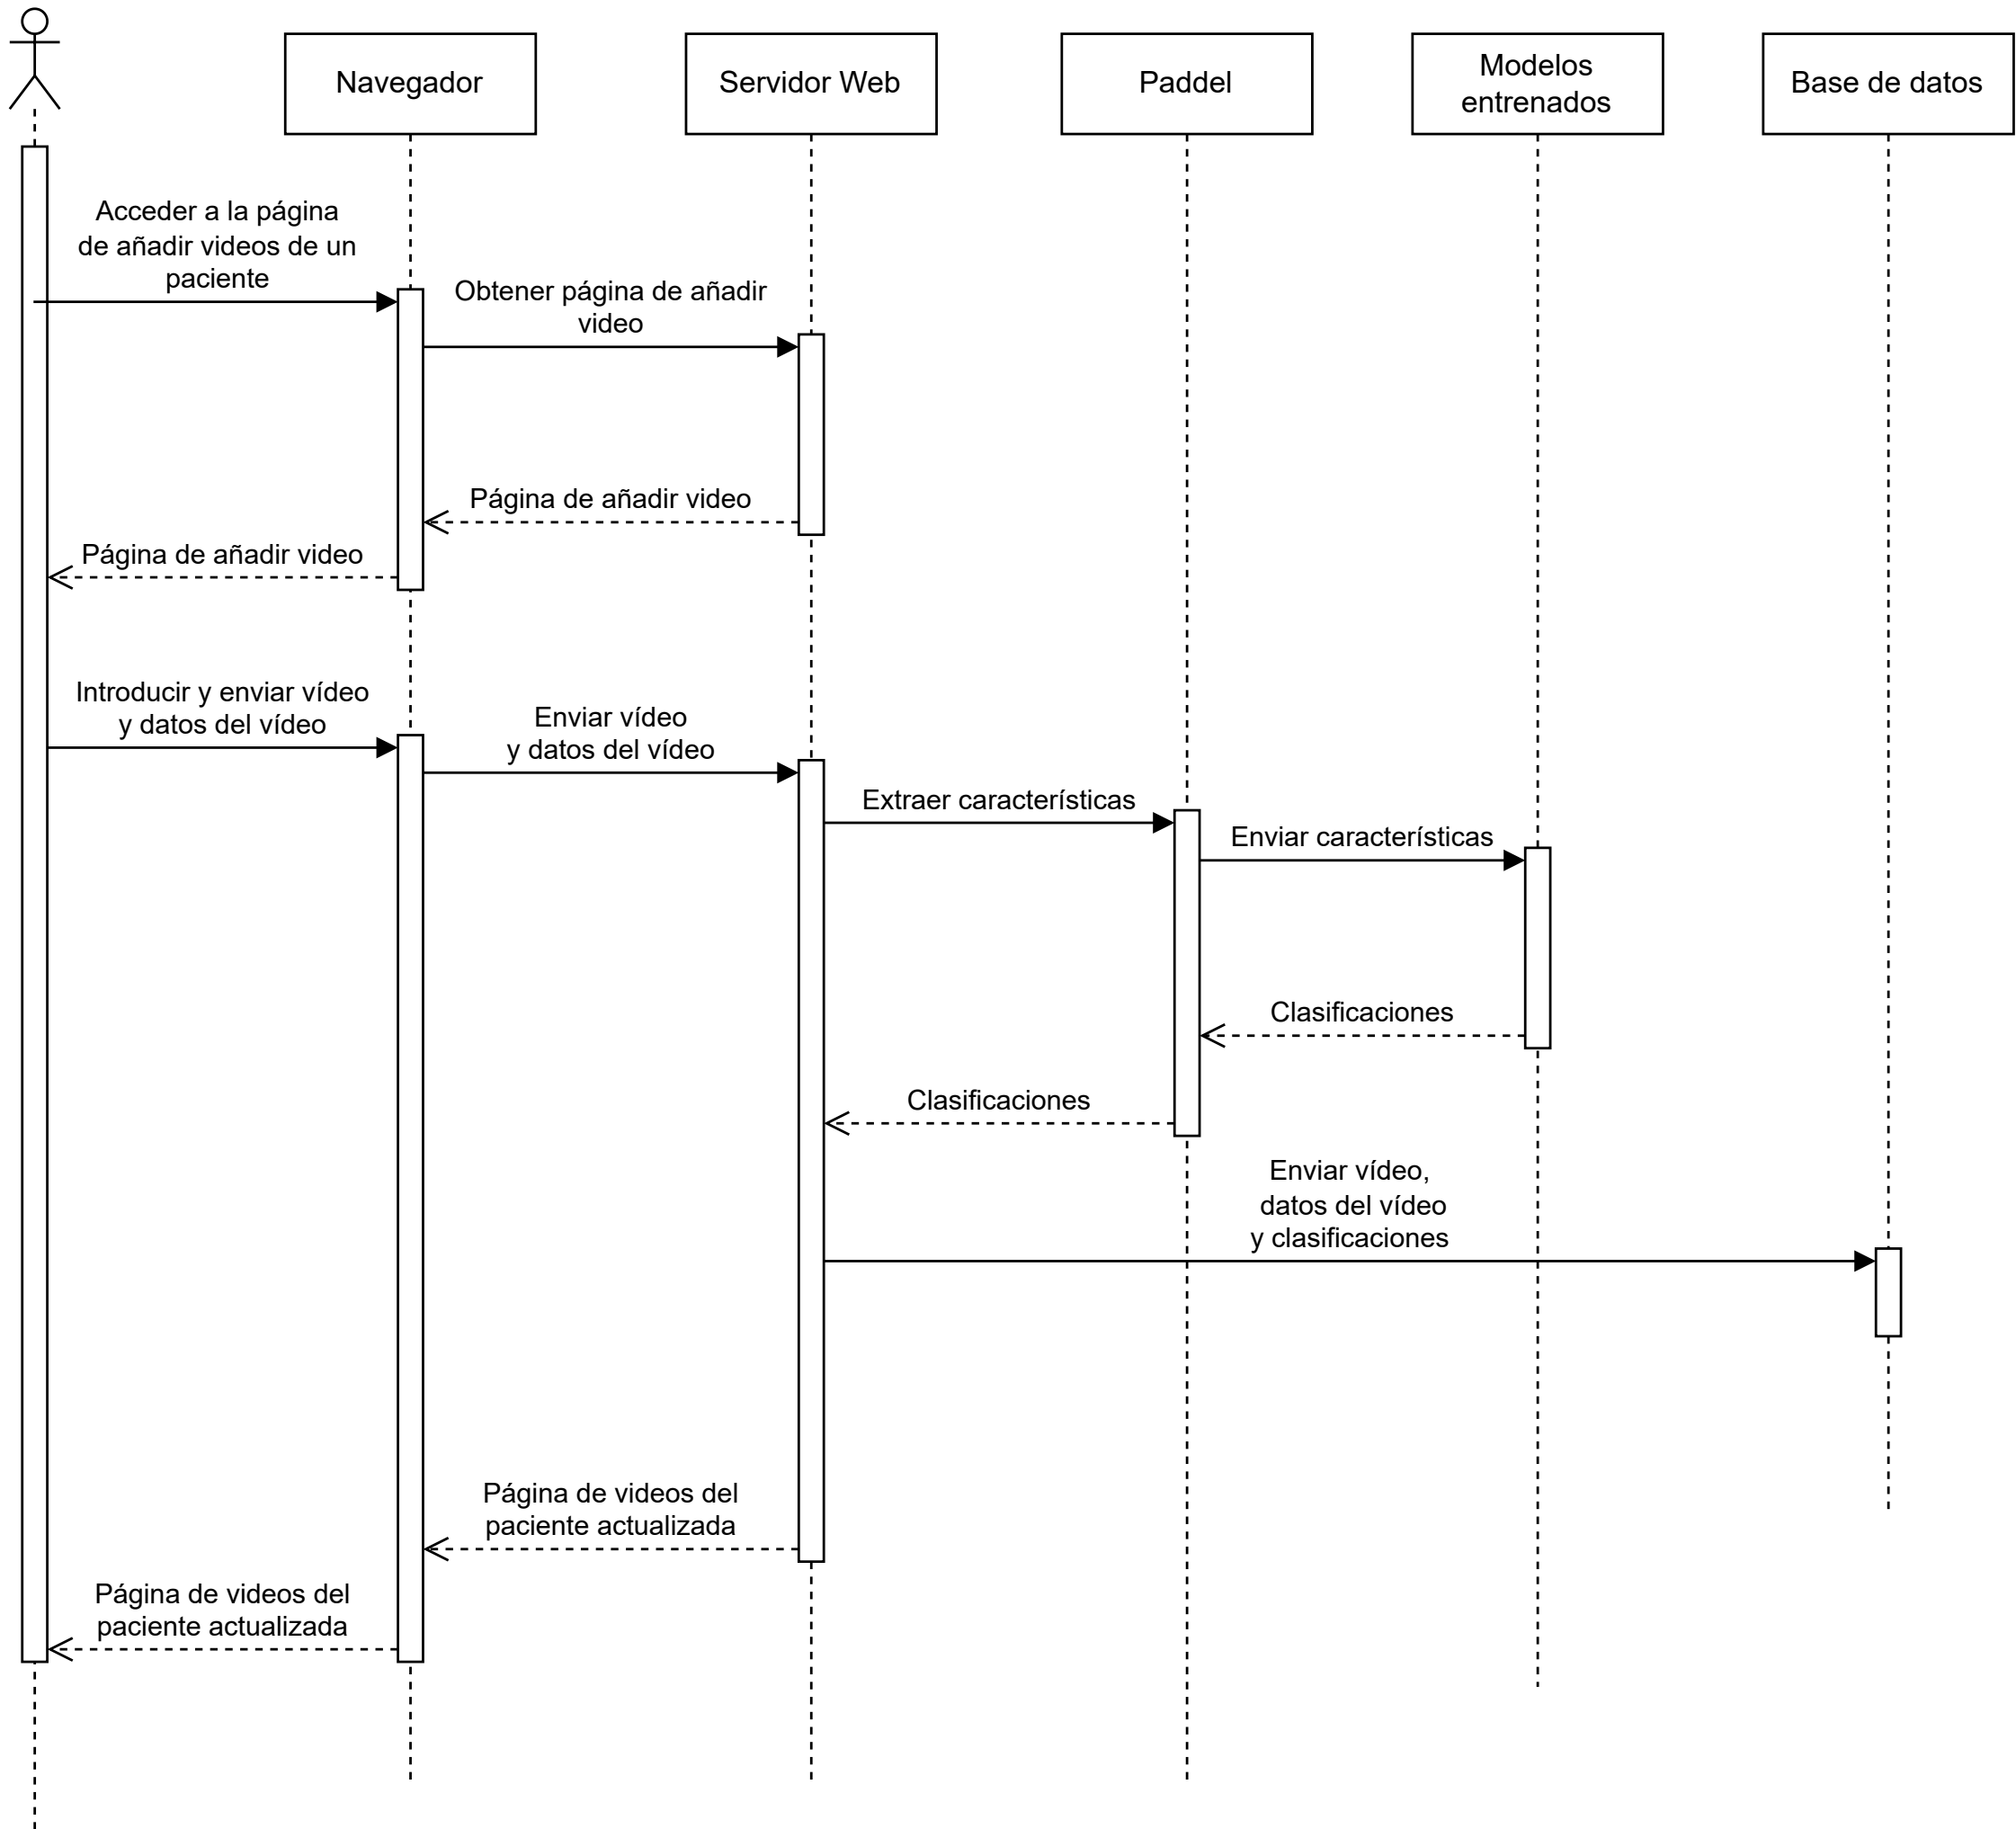 Navegador
Servidor Web
Paddel
Modelos
entrenados
Base de datos
Acceder a la página
de añadir videos de un
paciente
Obtener página de añadir
video
Página de añadir video
Página de añadir video
Introducir y enviar vídeo
y datos del vídeo
Enviar vídeo
y datos del vídeo
Extraer características
Enviar características
Clasificaciones
Clasificaciones
Enviar vídeo,
datos del vídeo
y clasificaciones
Página de videos del
paciente actualizada
Página de videos del
paciente actualizada